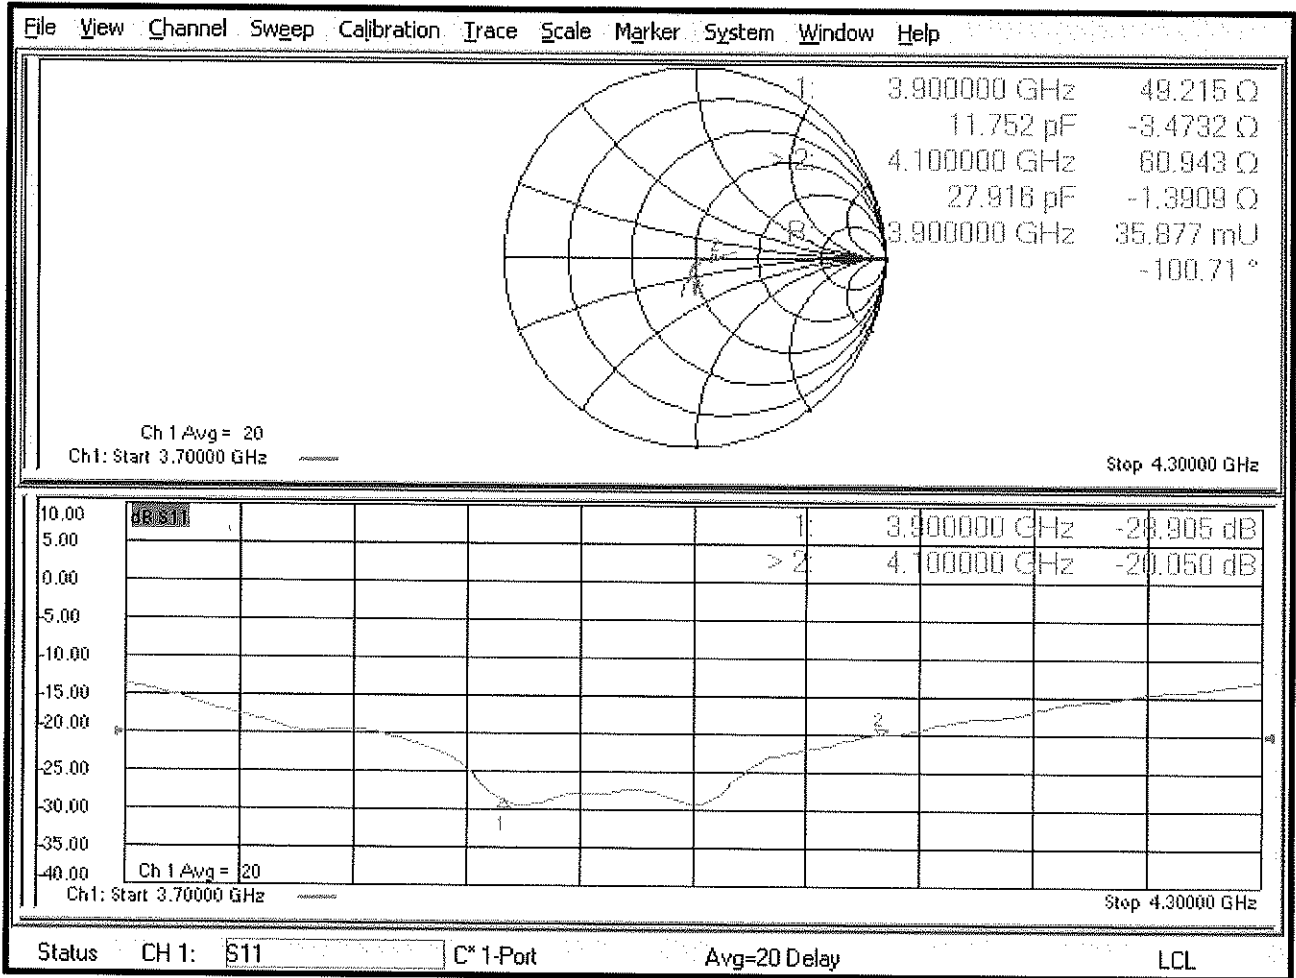 File View Channel Sweep Calibration Trace Scale Marker System Window Help
1: 3.900000 GHz 49.215 Ω
11.752 pF -3.4732 Ω
> 2: 4.100000 GHz 60.943 Ω
27.916 pF -1.3909 Ω
R 3.900000 GHz 35.877 mU
-100.71 °
2
Ch 1 Avg = 20
Ch1: Start 3.70000 GHz
Stop 4.30000 GHz
10.00
dB S11
1: 3.900000 GHz -28.905 dB
5.00
> 2: 4.100000 GHz -20.050 dB
0.00
-5.00
-10.00
-15.00
-20.00
2
-25.00
-30.00
1
-35.00
-40.00
Ch 1 Avg = 20
Ch1: Start 3.70000 GHz
Stop 4.30000 GHz
Status CH 1: S11 C* 1-Port Avg=20 Delay LCL